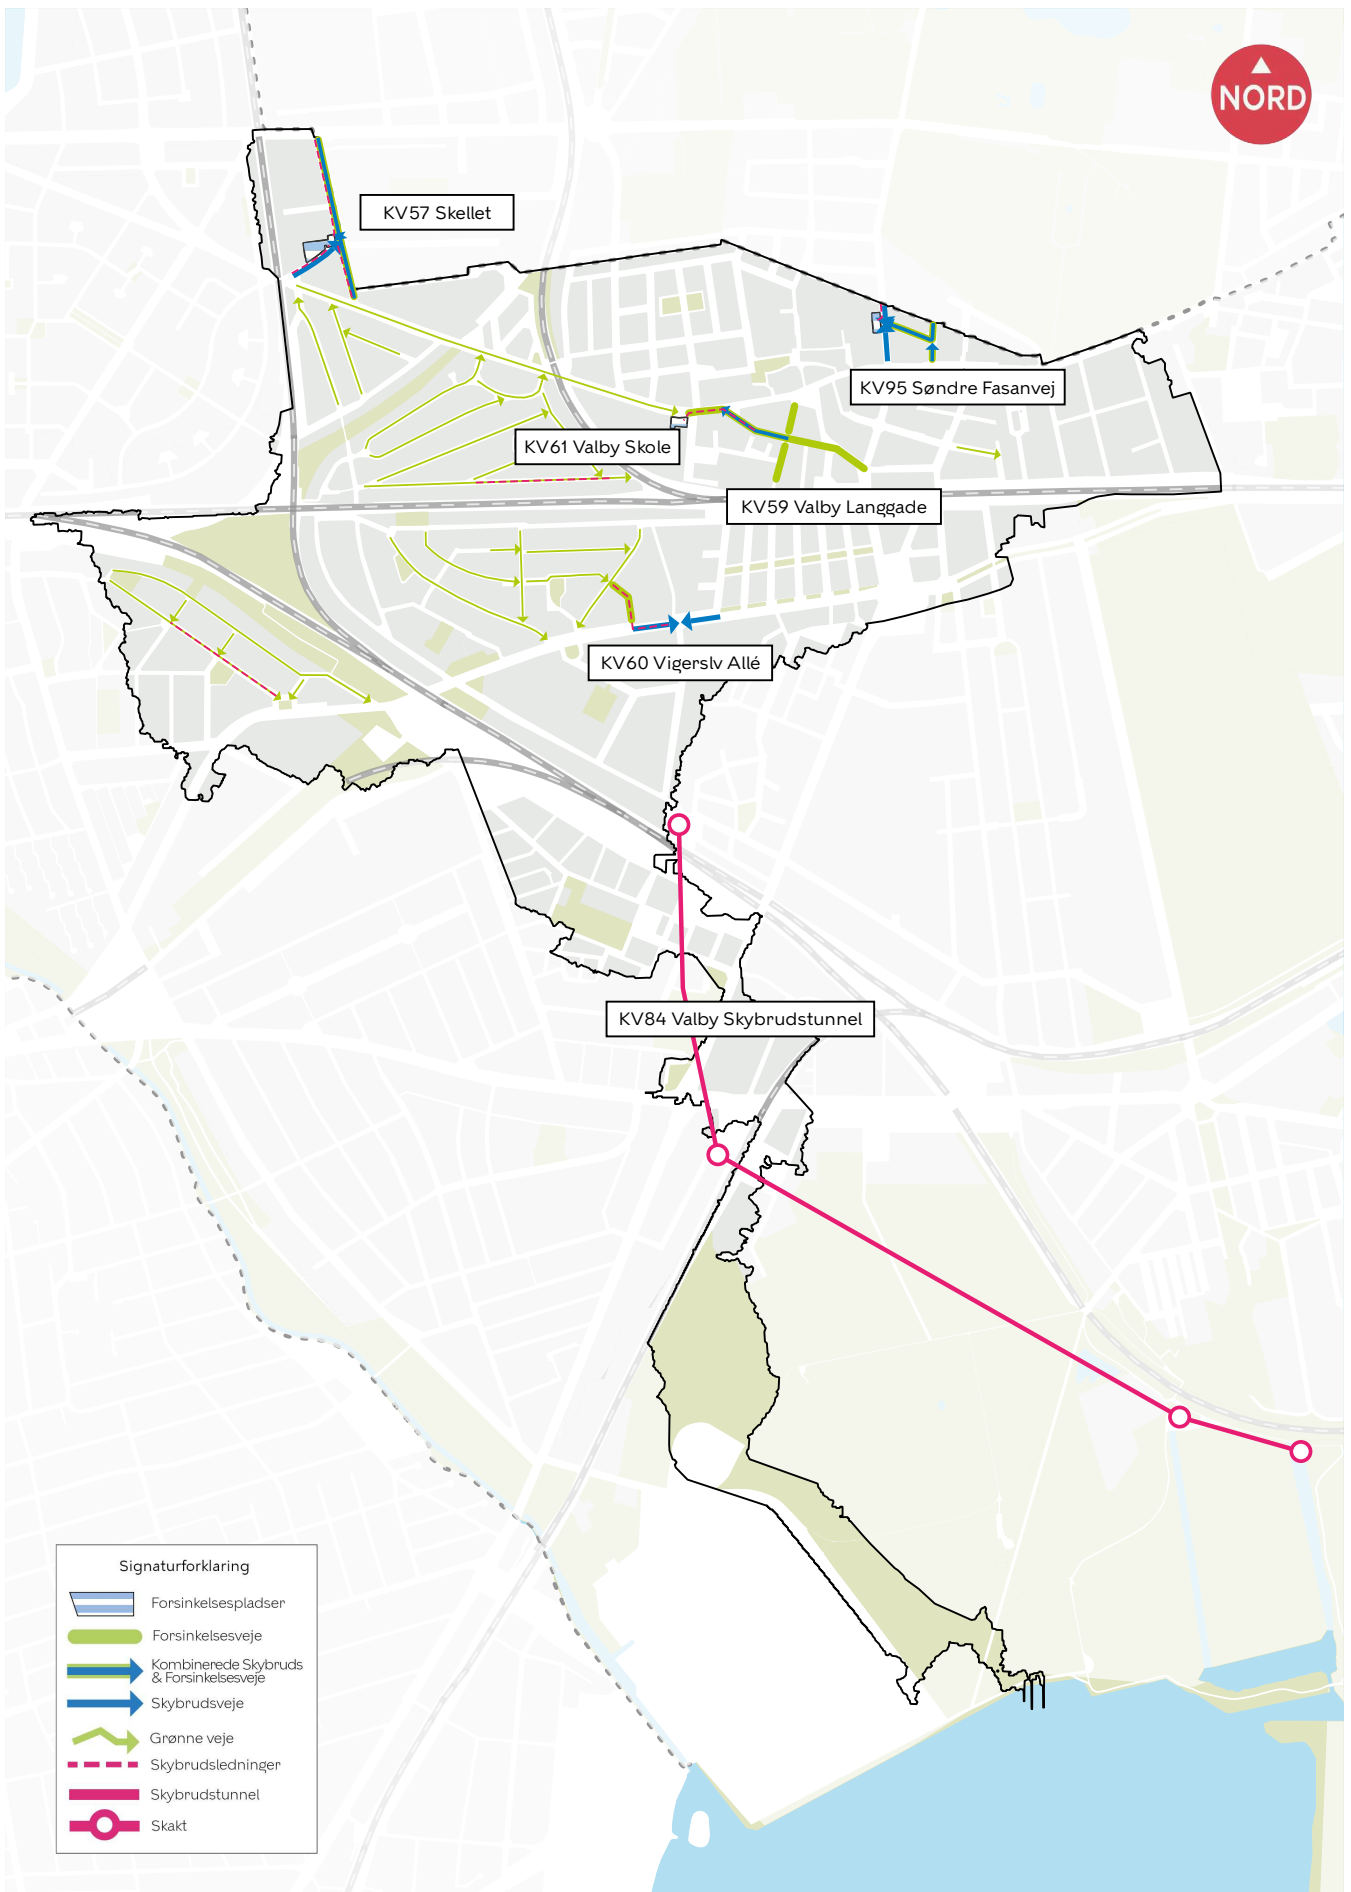 NORD
KV57 Skellet
KV95 Søndre Fasanvej
KV61 Valby Skole
KV59 Valby Langgade
KV60 Vigerslv Allé
KV84 Valby Skybrudstunnel
Signaturforklaring
Forsinkelsespladser
Forsinkelsesveje
Kombinerede Skybruds
& Forsinkelsesveje
Skybrudsveje
Grønne veje
Skybrudsledninger
Skybrudstunnel
Skakt